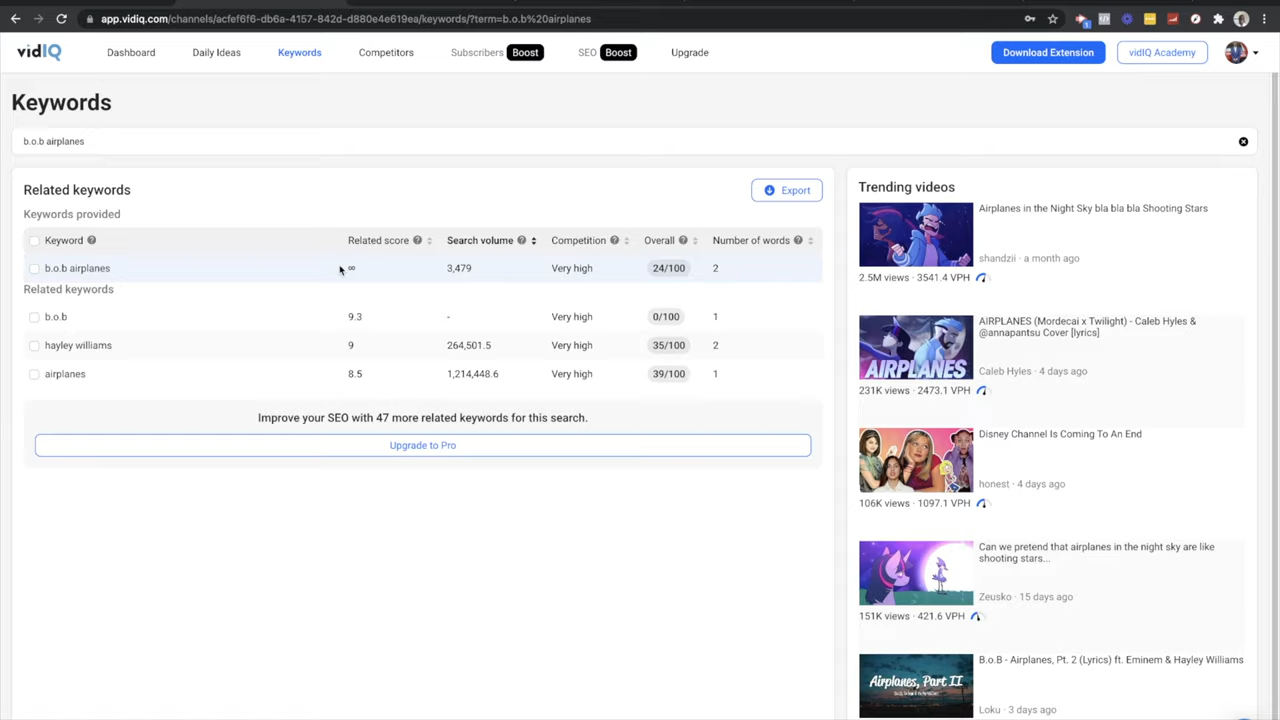 app.vidiq.com/channels/acfef6f6-db6a-4157-842d-d880e4e619ea/keywords/?term=b.o.b%20airplanes
vidIQ
Dashboard
Daily Ideas
Keywords
Competitors
Subscribers Boost
SEO Boost
Upgrade
Download Extension
vidIQ Academy
Keywords
b.o.b airplanes
Related keywords
Export
Keywords provided
Keyword Related score Search volume Competition Overall Number of words
b.o.b airplanes ∞ 3,479 Very high 24/100 2
Related keywords
b.o.b 9.3 - Very high 0/100 1
hayley williams 9 264,501.5 Very high 35/100 2
airplanes 8.5 1,214,448.6 Very high 39/100 1
Improve your SEO with 47 more related keywords for this search.
Upgrade to Pro
Trending videos
Airplanes in the Night Sky bla bla bla Shooting Stars
shandzii · a month ago
2.5M views · 3541.4 VPH
AIRPLANES
AIRPLANES (Mordecai x Twilight) - Caleb Hyles &
@annapantsu Cover [lyrics]
Caleb Hyles · 4 days ago
231K views · 2473.1 VPH
Disney Channel Is Coming To An End
honest · 4 days ago
106K views · 1097.1 VPH
Can we pretend that airplanes in the night sky are like
shooting stars...
Zeusko · 15 days ago
151K views · 421.6 VPH
Airplanes, Part II
B.o.B - Airplanes, Pt. 2 (Lyrics) ft. Eminem & Hayley Williams
Loku · 3 days ago